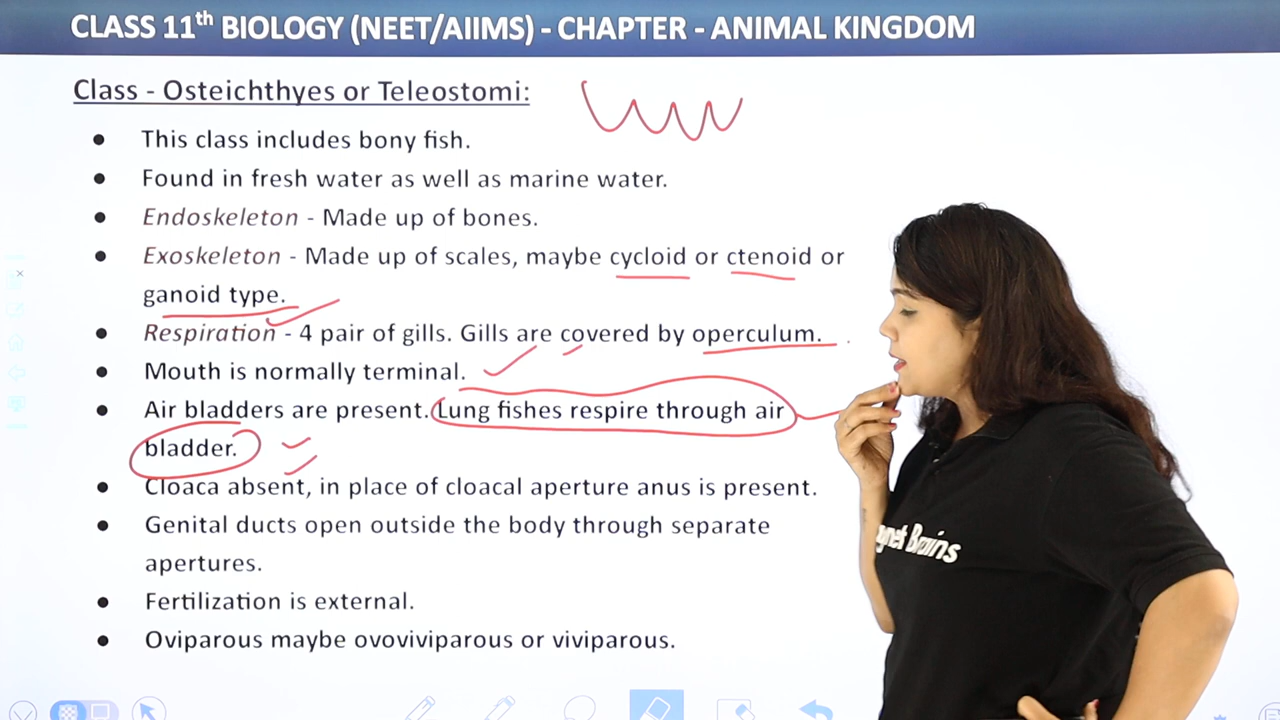 CLASS 11th BIOLOGY (NEET/AIIMS) - CHAPTER - ANIMAL KINGDOM
Class - Osteichthyes or Teleostomi:
● This class includes bony fish.
● Found in fresh water as well as marine water.
● Endoskeleton - Made up of bones.
● Exoskeleton - Made up of scales, maybe cycloid or ctenoid or
ganoid type.
● Respiration - 4 pair of gills. Gills are covered by operculum.
● Mouth is normally terminal.
● Air bladders are present. Lung fishes respire through air
bladder.
● Cloaca absent, in place of cloacal aperture anus is present.
● Genital ducts open outside the body through separate
apertures.
● Fertilization is external.
● Oviparous maybe ovoviviparous or viviparous.
Brains